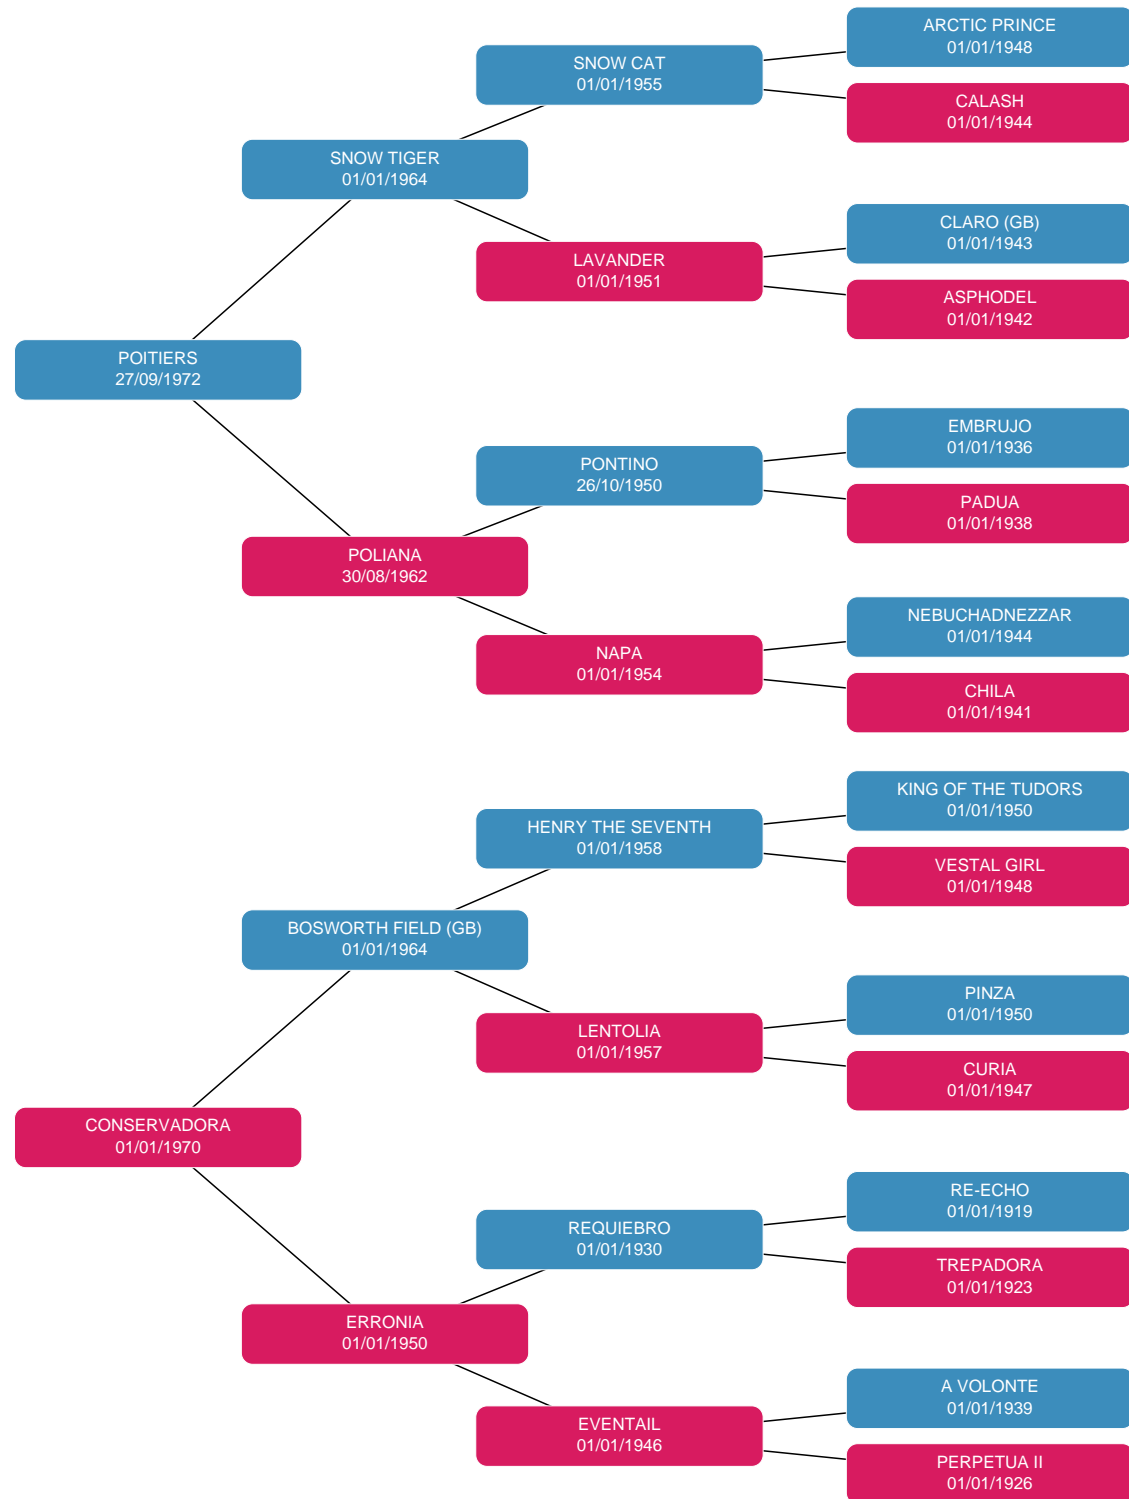 ARCTIC PRINCE
01/01/1948
SNOW CAT
01/01/1955
CALASH
01/01/1944
SNOW TIGER
01/01/1964
CLARO (GB)
01/01/1943
LAVANDER
01/01/1951
ASPHODEL
01/01/1942
POITIERS
27/09/1972
EMBRUJO
01/01/1936
PONTINO
26/10/1950
PADUA
01/01/1938
POLIANA
30/08/1962
NEBUCHADNEZZAR
01/01/1944
NAPA
01/01/1954
CHILA
01/01/1941
KING OF THE TUDORS
01/01/1950
HENRY THE SEVENTH
01/01/1958
VESTAL GIRL
01/01/1948
BOSWORTH FIELD (GB)
01/01/1964
PINZA
01/01/1950
LENTOLIA
01/01/1957
CURIA
01/01/1947
CONSERVADORA
01/01/1970
RE-ECHO
01/01/1919
REQUIEBRO
01/01/1930
TREPADORA
01/01/1923
ERRONIA
01/01/1950
A VOLONTE
01/01/1939
EVENTAIL
01/01/1946
PERPETUA II
01/01/1926